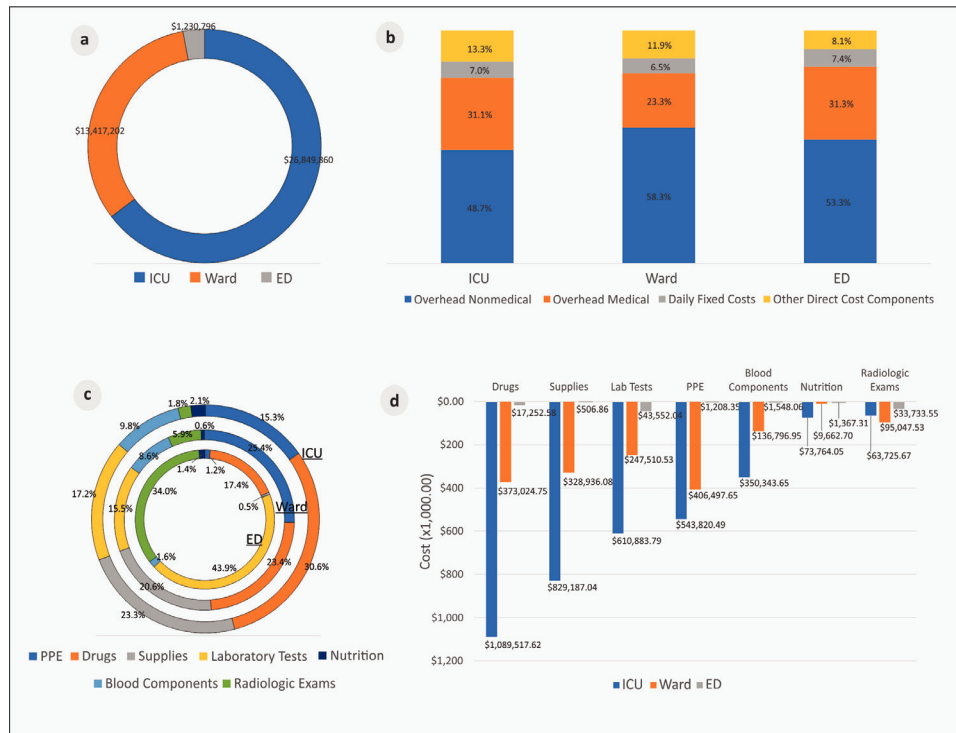 a
$1,230,796
$13,417,202
$26,849,860
ICU Ward ED
b
13.3% 11.9% 8.1%
7.0% 6.5% 7.4%
31.1% 23.3% 31.3%
48.7% 58.3% 53.3%
ICU Ward ED
Overhead Nonmedical Overhead Medical Daily Fixed Costs Other Direct Cost Components
c
1.8% 2.1%
9.8% 15.3%
5.9% 0.6%
8.6% 25.4%
ICU
1.4% 1.2%
17.2% 34.0% 17.4%
15.5% 0.5% Ward
ED
1.6% 43.9% 23.4% 30.6%
20.6%
23.3%
PPE Drugs Supplies Laboratory Tests Nutrition
Blood Components Radiologic Exams
d
Drugs Supplies Lab Tests PPE Blood Components Nutrition Radiologic Exams
Cost (x1,000.00)
$0.00
$200
$400
$600
$800
$1,000
$1,200
$17,252.58 $506.86 $43,552.04 $1,208.35 $1,548.06 $1,367.31 $33,733.55
$373,024.75 $328,936.08 $247,510.53 $406,497.65 $136,796.95 $9,662.70 $95,047.53
$1,089,517.62 $829,187.04 $610,883.79 $543,820.49 $350,343.65 $73,764.05 $63,725.67
ICU Ward ED